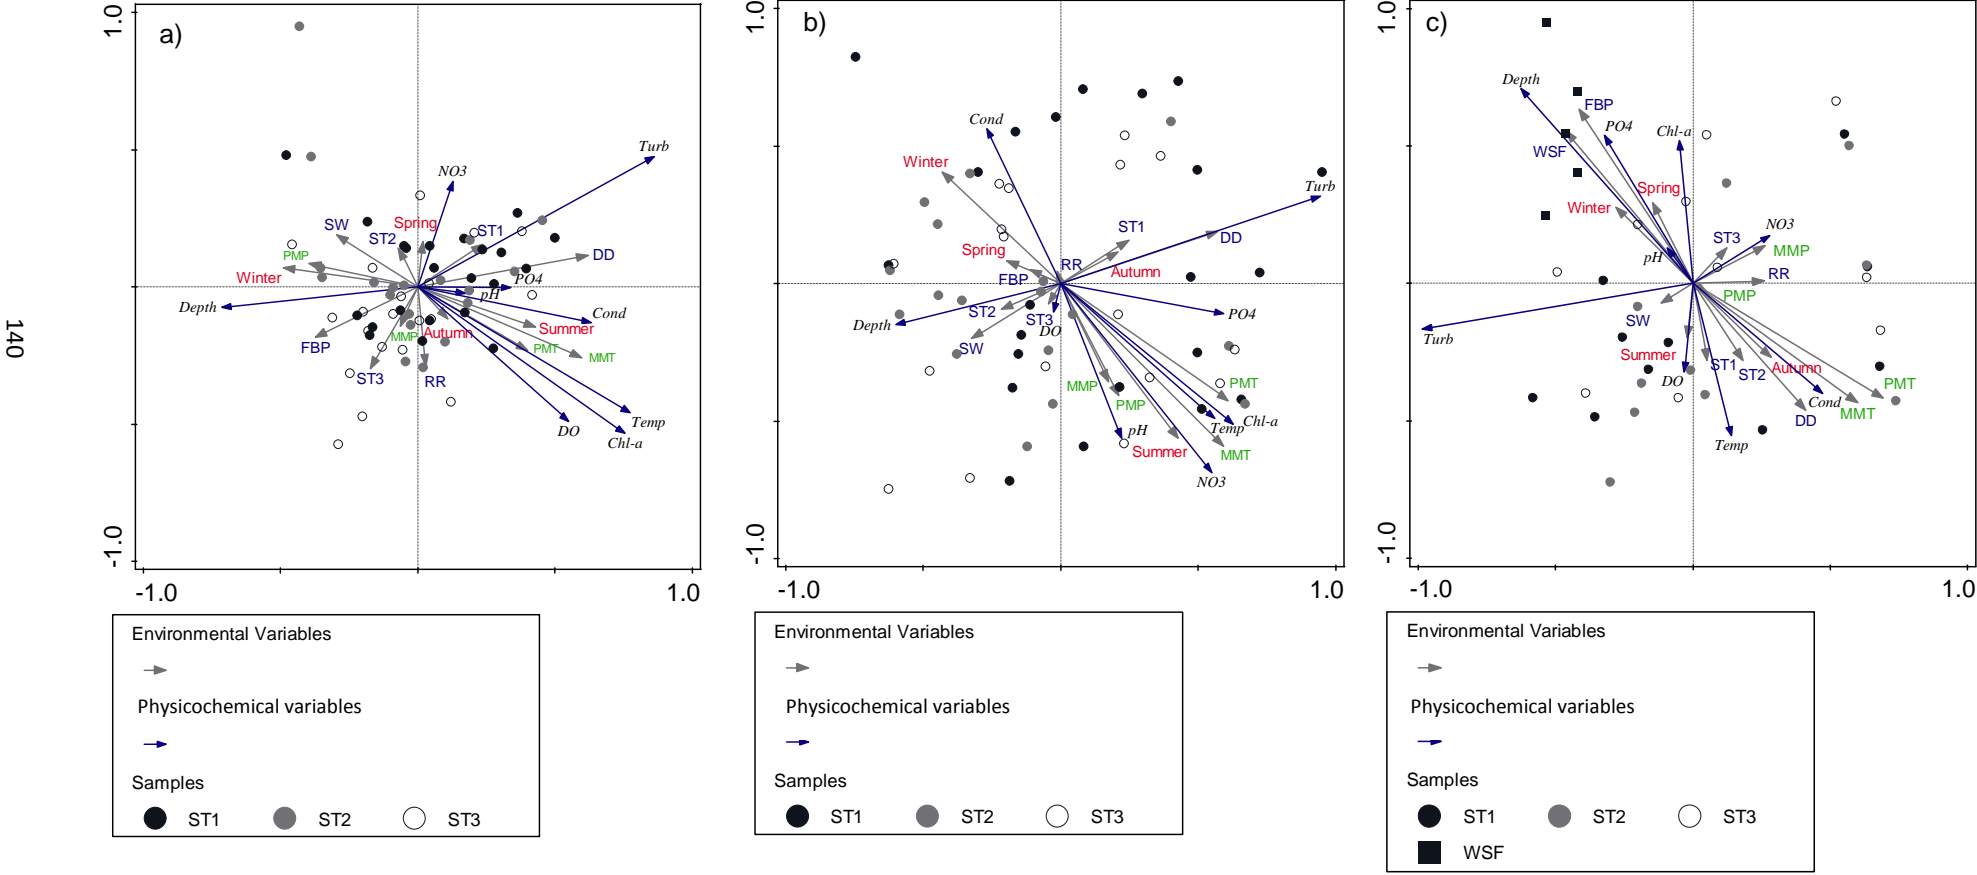 140
a)
1.0
-1.0
-1.0
1.0
Turb
NO3
SW
Spring
ST2
ST1
DD
PMP
Winter
PO4
pH
Depth
Cond
FBP
MMP
Autumn
Summer
PMT
MMT
ST3
RR
Temp
DO
Chl-a
Environmental Variables
Physicochemical variables
Samples
ST1
ST2
ST3
b)
1.0
-1.0
-1.0
1.0
Cond
Winter
Turb
ST1
DD
Spring
RR
Autumn
FBP
ST2
ST3
PO4
Depth
DO
SW
MMP
PMP
PMT
pH
Temp
Chl-a
Summer
MMT
NO3
Environmental Variables
Physicochemical variables
Samples
ST1
ST2
ST3
c)
1.0
-1.0
-1.0
1.0
Depth
FBP
PO4
Chl-a
WSF
Spring
Winter
NO3
ST3
MMP
pH
RR
PMP
SW
Turb
Summer
ST1
ST2
Autumn
DO
PMT
Cond
MMT
DD
Temp
Environmental Variables
Physicochemical variables
Samples
ST1
ST2
ST3
WSF